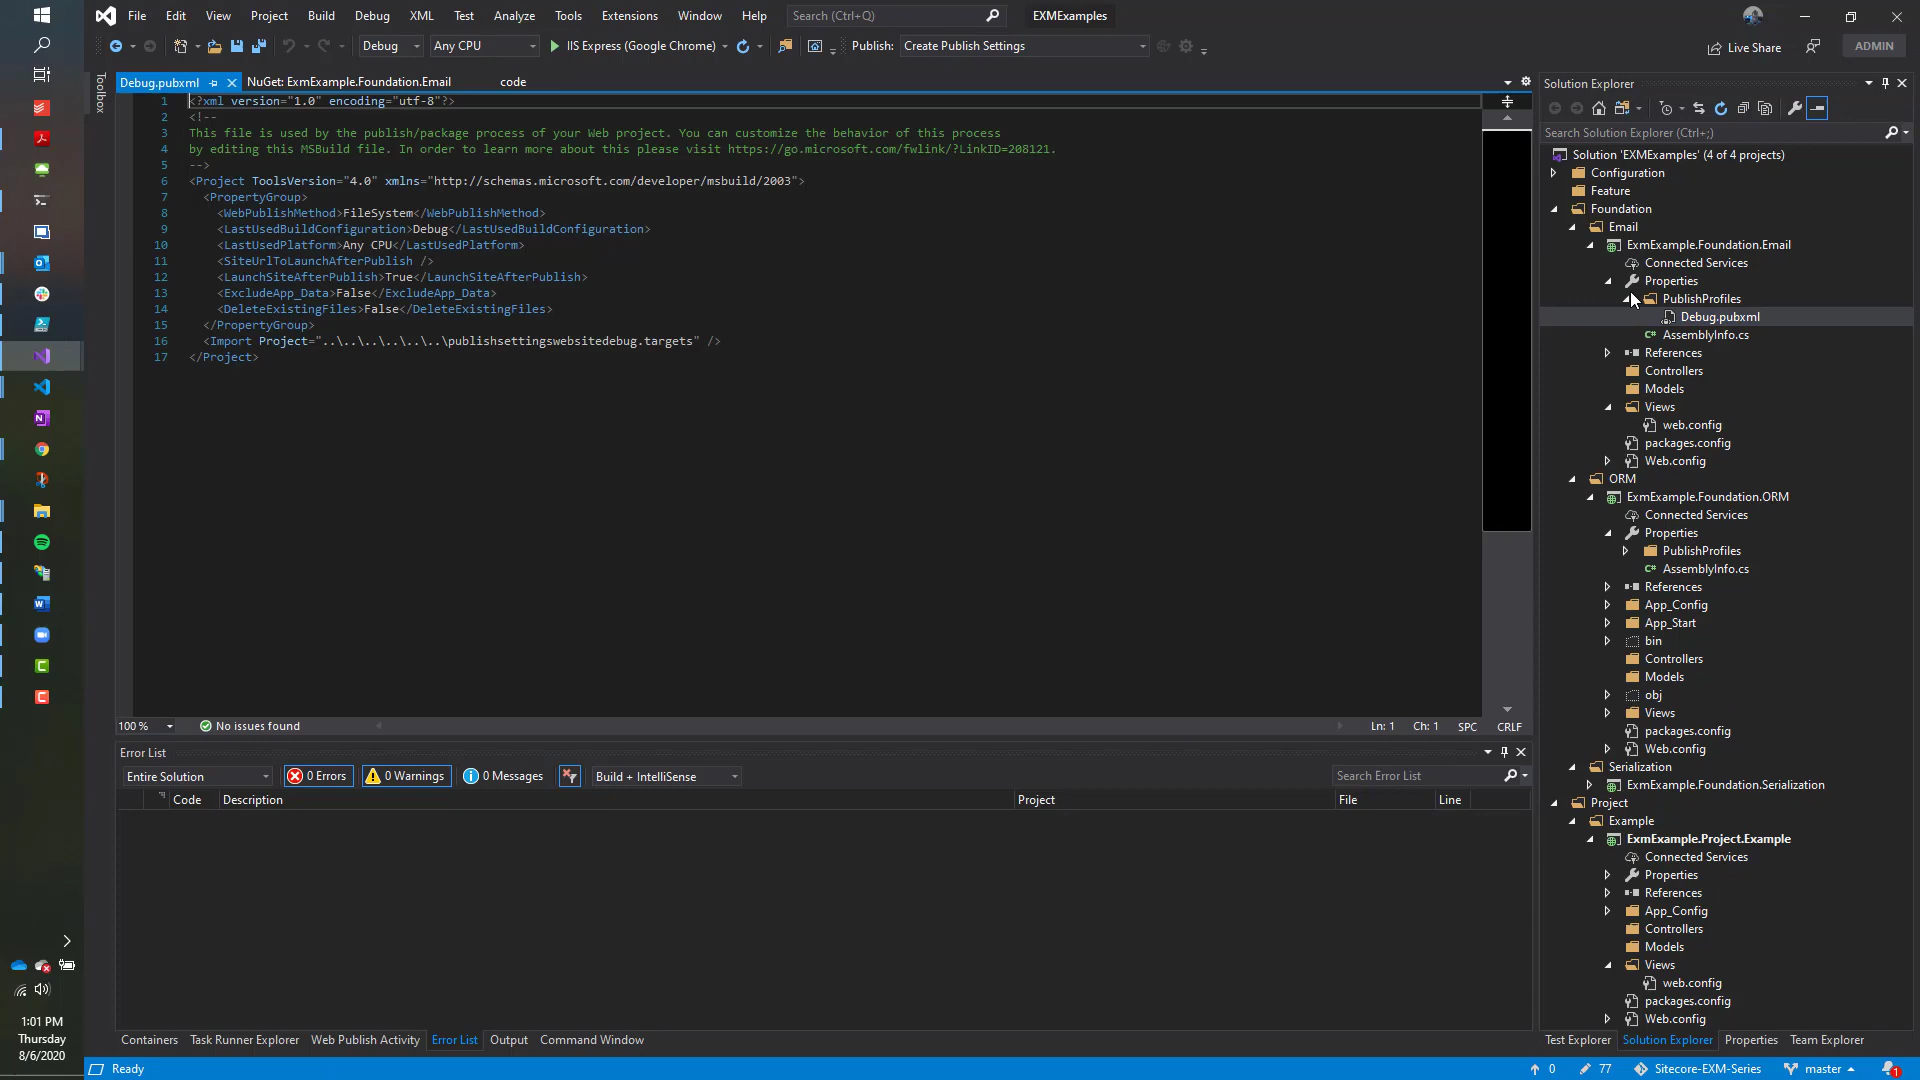 File Edit View Project Build Debug XML Test Analyze Tools Extensions Window Help Search (Ctrl+Q) EXMExamples
Debug Any CPU IIS Express (Google Chrome) Publish: Create Publish Settings Live Share ADMIN
Toolbox
Debug.pubxml NuGet: ExmExample.Foundation.Email code
1 <?xml version="1.0" encoding="utf-8"?>
2 <!--
3 This file is used by the publish/package process of your Web project. You can customize the behavior of this process
4 by editing this MSBuild file. In order to learn more about this please visit https://go.microsoft.com/fwlink/?LinkID=208121.
5 -->
6 <Project ToolsVersion="4.0" xmlns="http://schemas.microsoft.com/developer/msbuild/2003">
7 <PropertyGroup>
8 <WebPublishMethod>FileSystem</WebPublishMethod>
9 <LastUsedBuildConfiguration>Debug</LastUsedBuildConfiguration>
10 <LastUsedPlatform>Any CPU</LastUsedPlatform>
11 <SiteUrlToLaunchAfterPublish />
12 <LaunchSiteAfterPublish>True</LaunchSiteAfterPublish>
13 <ExcludeApp_Data>False</ExcludeApp_Data>
14 <DeleteExistingFiles>False</DeleteExistingFiles>
15 </PropertyGroup>
16 <Import Project="..\..\..\..\..\..\publishsettingswebsitedebug.targets" />
17 </Project>
100 % No issues found Ln: 1 Ch: 1 SPC CRLF
Error List
Entire Solution 0 Errors 0 Warnings 0 Messages Build + IntelliSense Search Error List
Code Description Project File Line
Containers Task Runner Explorer Web Publish Activity Error List Output Command Window
Solution Explorer
Search Solution Explorer (Ctrl+;)
Solution 'EXMExamples' (4 of 4 projects)
Configuration
Feature
Foundation
Email
ExmExample.Foundation.Email
Connected Services
Properties
PublishProfiles
Debug.pubxml
C# AssemblyInfo.cs
References
Controllers
Models
Views
web.config
packages.config
Web.config
ORM
ExmExample.Foundation.ORM
Connected Services
Properties
PublishProfiles
C# AssemblyInfo.cs
References
App_Config
App_Start
bin
Controllers
Models
obj
Views
packages.config
Web.config
Serialization
ExmExample.Foundation.Serialization
Project
Example
ExmExample.Project.Example
Connected Services
Properties
References
App_Config
Controllers
Models
Views
web.config
packages.config
Web.config
Test Explorer Solution Explorer Properties Team Explorer
1:01 PM
Thursday
8/6/2020
Ready 0 77 Sitecore-EXM-Series master 1